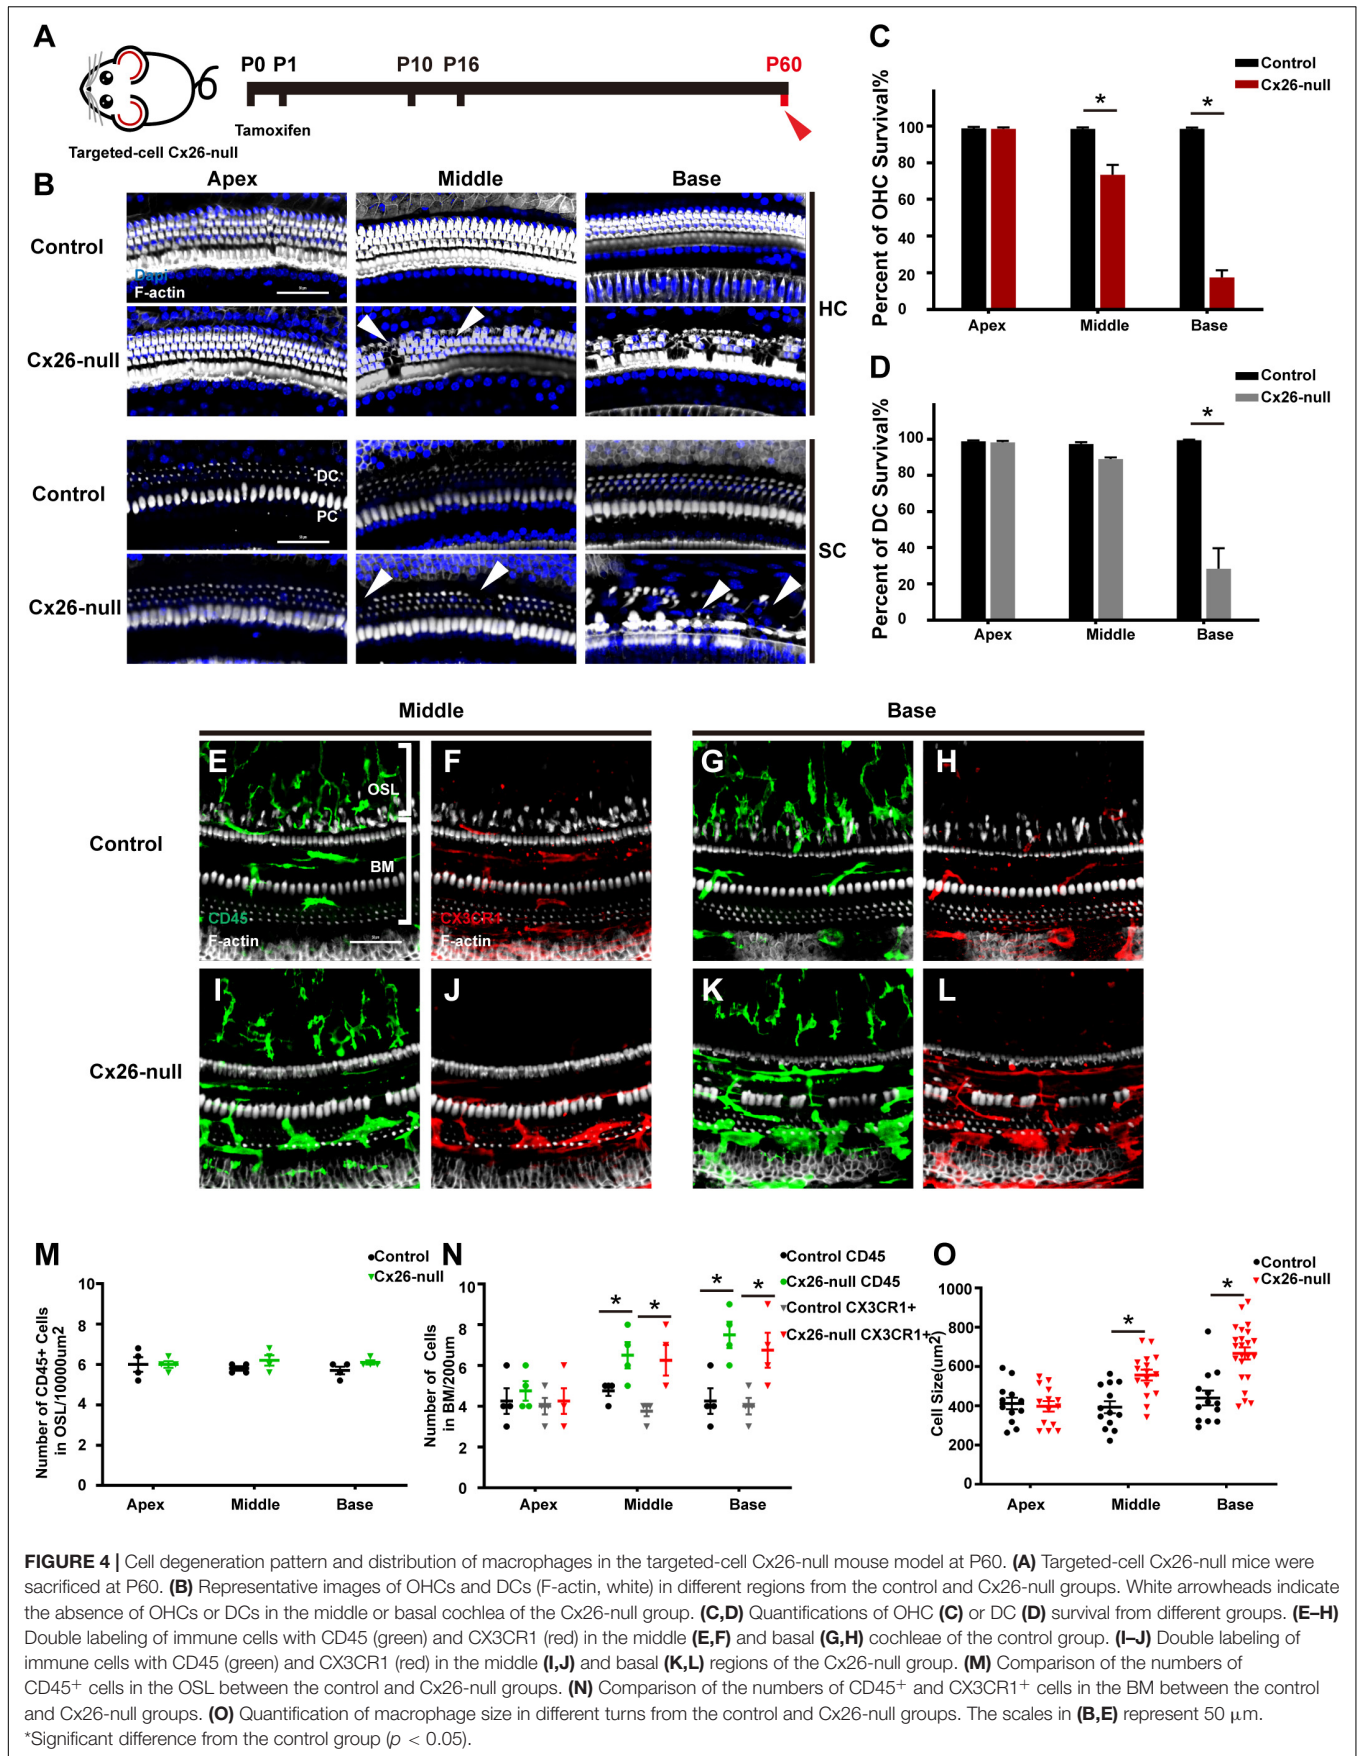 A
P0 P1 P10 P16 P60
Tamoxifen
Targeted-cell Cx26-null
B
Apex Middle Base
Control
Dapi
F-actin
HC
Cx26-null
Control
DC
PC
SC
Cx26-null
C
Control
Cx26-null
Percent of OHC Survival%
100
80
60
40
20
0
* *
Apex Middle Base
D
Control
Cx26-null
Percent of DC Survival%
100
80
60
40
20
0
*
Apex Middle Base
Middle Base
Control
E F G H
OSL
BM
CD45
F-actin
CX3CR1
F-actin
Cx26-null
I J K L
M
Control
Cx26-null
Number of CD45+ Cells
in OSL/10000um2
10
8
6
4
2
0
Apex Middle Base
N
Control CD45
Cx26-null CD45
Control CX3CR1+
Cx26-null CX3CR1+
Number of Cells
in BM/200um
10
8
6
4
2
0
* * * *
Apex Middle Base
O
Control
Cx26-null
Cell Size(um2)
1000
800
600
400
200
0
* *
Apex Middle Base
FIGURE 4 | Cell degeneration pattern and distribution of macrophages in the targeted-cell Cx26-null mouse model at P60. (A) Targeted-cell Cx26-null mice were
sacrificed at P60. (B) Representative images of OHCs and DCs (F-actin, white) in different regions from the control and Cx26-null groups. White arrowheads indicate
the absence of OHCs or DCs in the middle or basal cochlea of the Cx26-null group. (C,D) Quantifications of OHC (C) or DC (D) survival from different groups. (E–H)
Double labeling of immune cells with CD45 (green) and CX3CR1 (red) in the middle (E,F) and basal (G,H) cochleae of the control group. (I–J) Double labeling of
immune cells with CD45 (green) and CX3CR1 (red) in the middle (I,J) and basal (K,L) regions of the Cx26-null group. (M) Comparison of the numbers of
CD45+ cells in the OSL between the control and Cx26-null groups. (N) Comparison of the numbers of CD45+ and CX3CR1+ cells in the BM between the control
and Cx26-null groups. (O) Quantification of macrophage size in different turns from the control and Cx26-null groups. The scales in (B,E) represent 50 μm.
*Significant difference from the control group (p < 0.05).